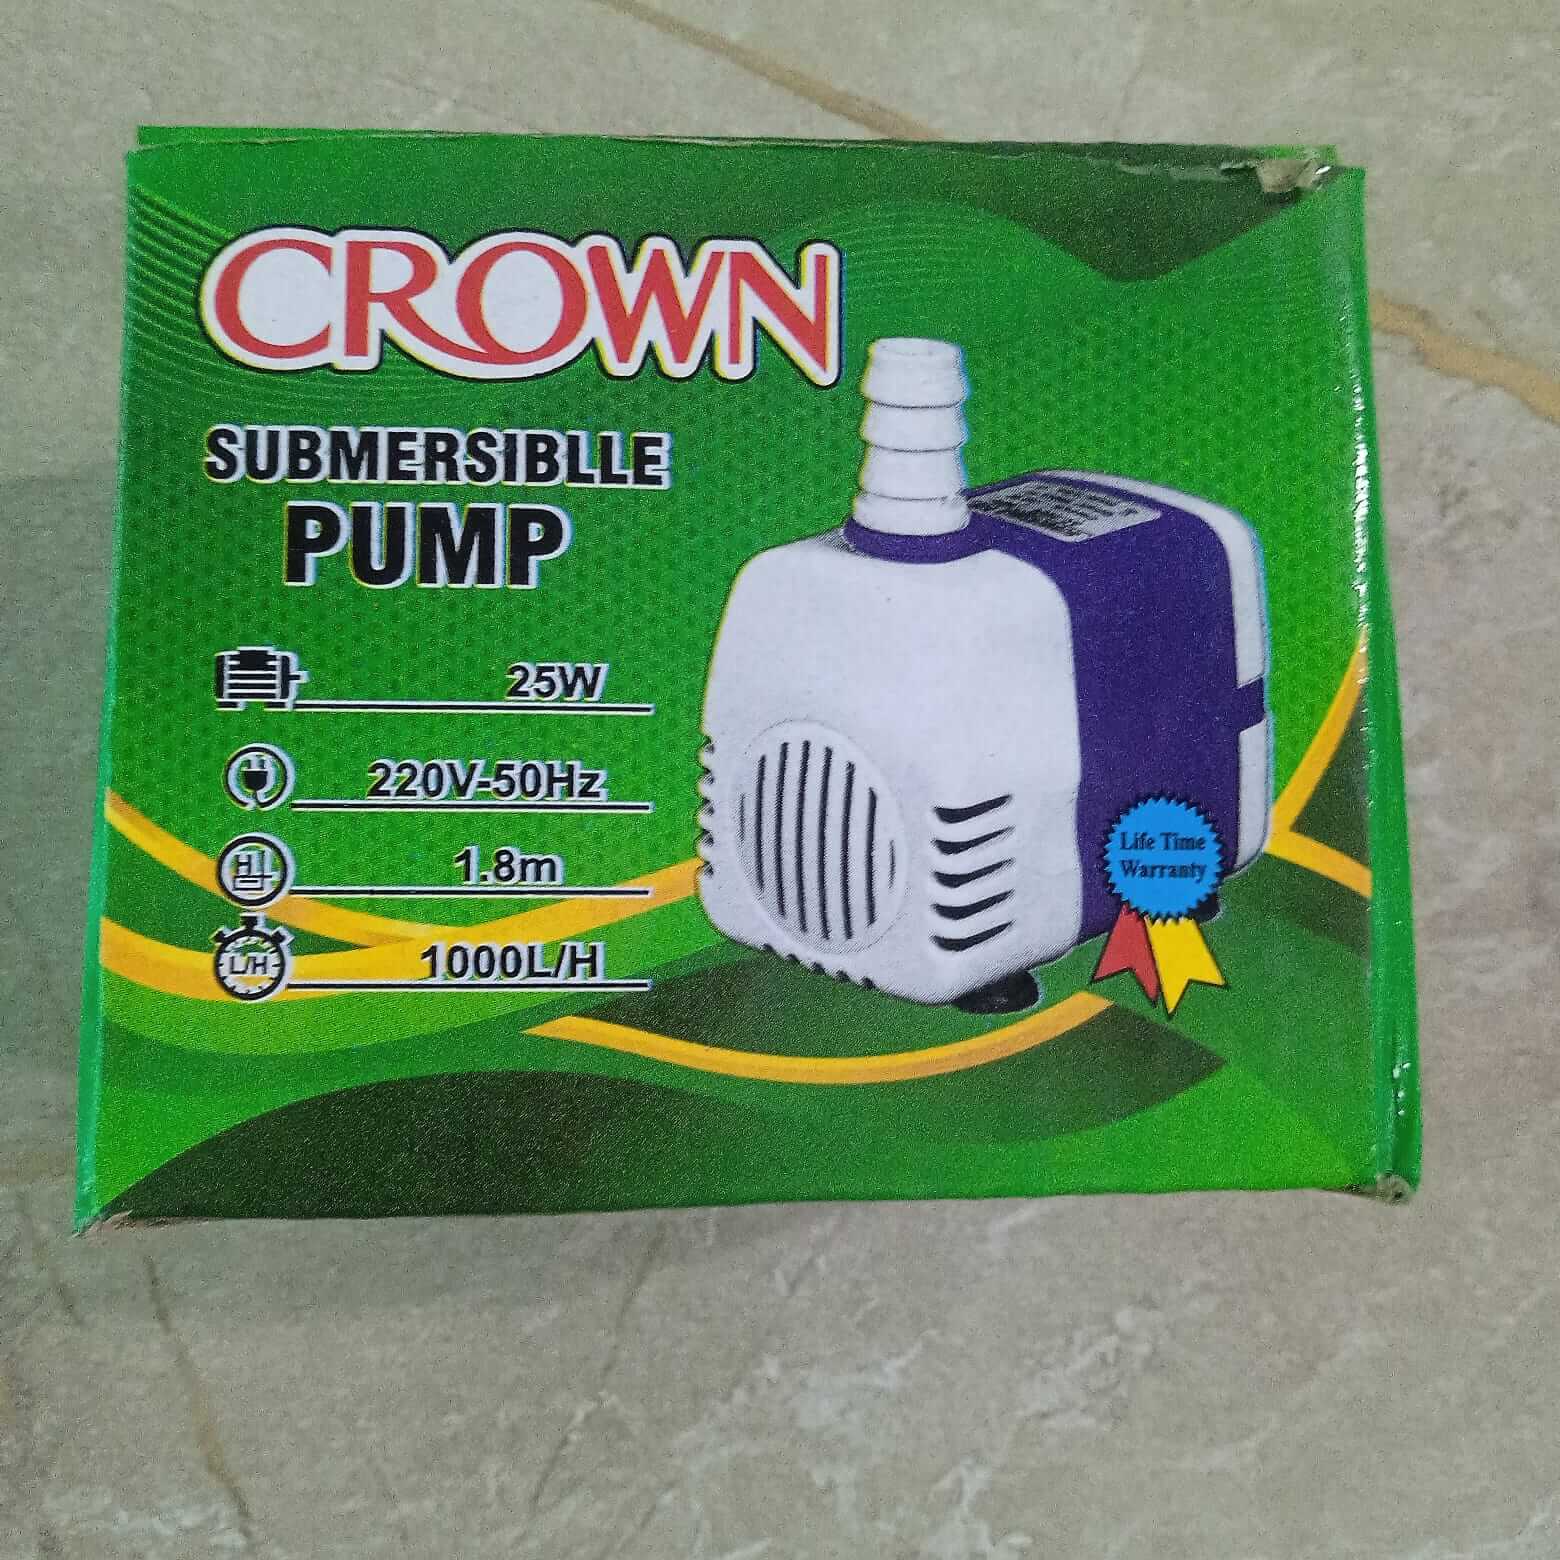 CROWN
SUBMERSIBLLE
PUMP
25W
220V-50Hz
H
1.8m
L/H
1000L/H
Life Time
Warranty